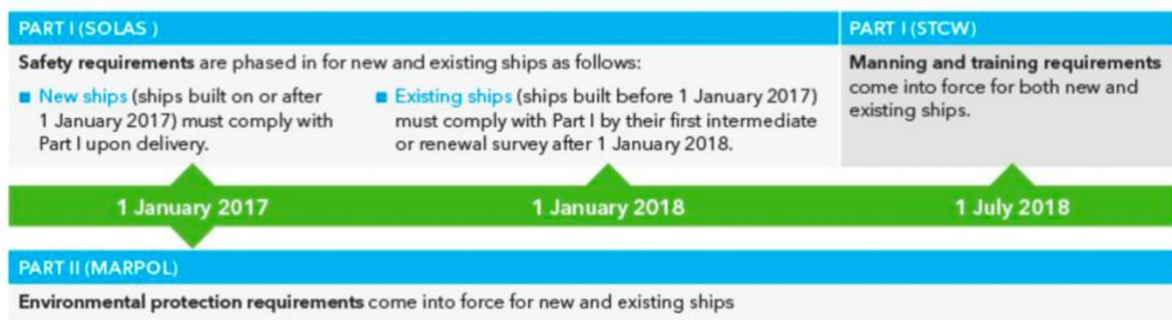 PART I (SOLAS )
Safety requirements are phased in for new and existing ships as follows:
New ships (ships built on or after
1 January 2017) must comply with
Part I upon delivery.
Existing ships (ships built before 1 January 2017)
must comply with Part I by their first intermediate
or renewal survey after 1 January 2018.
PART I (STCW)
Manning and training requirements
come into force for both new and
existing ships.
1 January 2017
1 January 2018
1 July 2018
PART II (MARPOL)
Environmental protection requirements come into force for new and existing ships